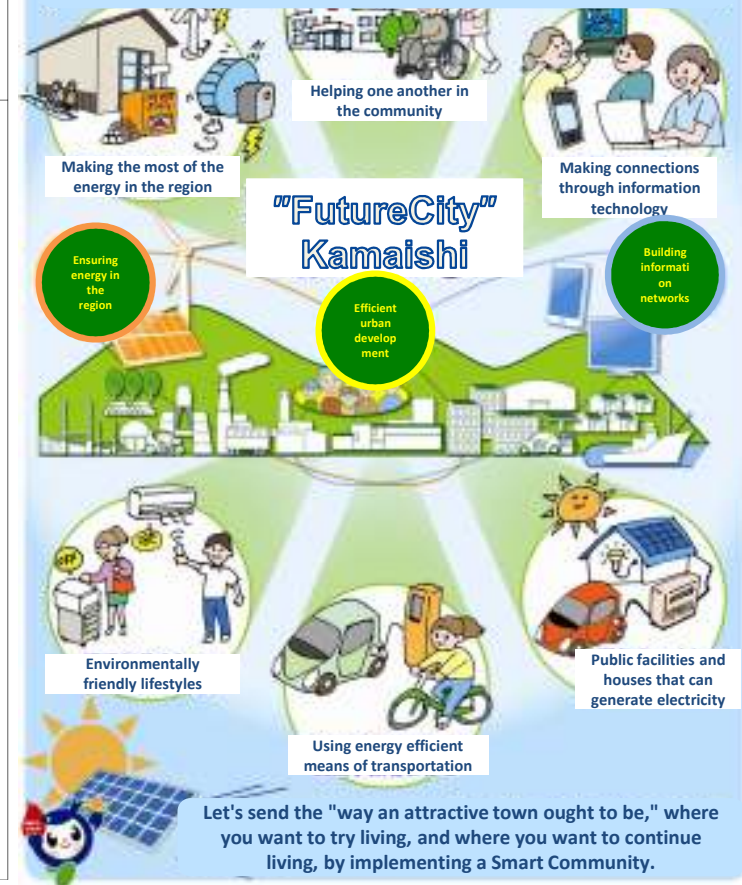 Helping one another in
the community
Making the most of the
energy in the region
Making connections
through information
technology
"FutureCity"
Kamaishi
Ensuring
energy in
the
region
Efficient
urban
develop
ment
Building
informati
on
networks
OFF
Environmentally
friendly lifestyles
Using energy efficient
means of transportation
Public facilities and
houses that can
generate electricity
Let's send the "way an attractive town ought to be," where
you want to try living, and where you want to continue
living, by implementing a Smart Community.